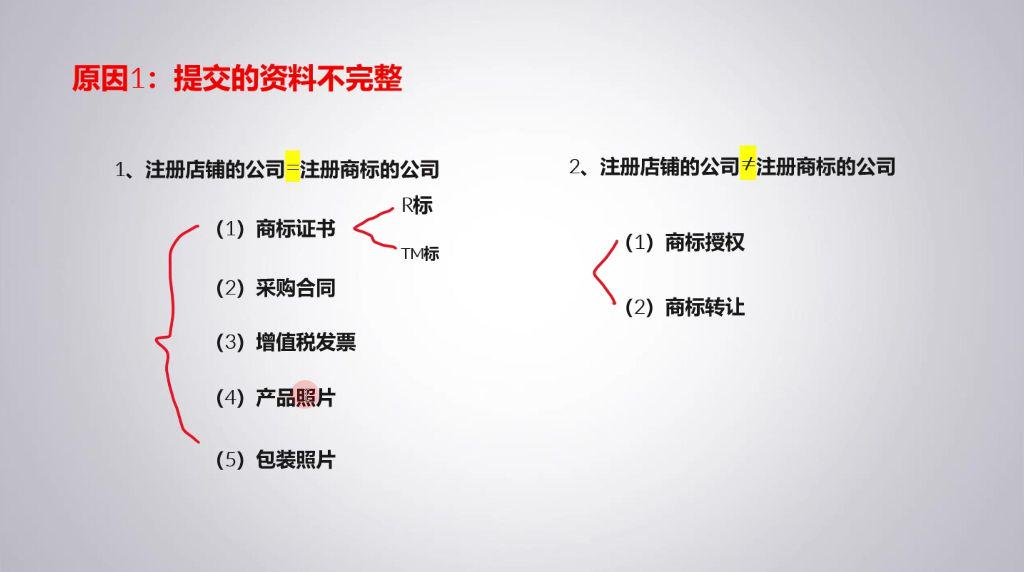 原因1：提交的资料不完整
1、注册店铺的公司=注册商标的公司
（1）商标证书
R标
TM标
（2）采购合同
（3）增值税发票
（4）产品照片
（5）包装照片
2、注册店铺的公司≠注册商标的公司
（1）商标授权
（2）商标转让